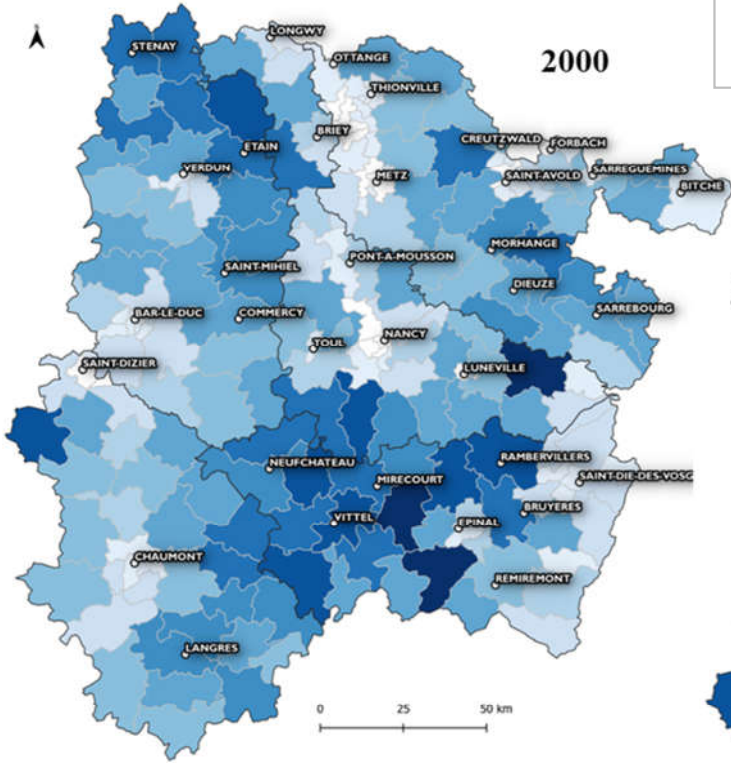 LONGWY
STENAY
OTTANGE
2000
THIONVILLE
BRIEY
CREUTZWALD
FORBACH
ETAIN
VERDUN
METZ
SAINT-AVOLD
SARREGUEMINES
BITCHE
MORHANGE
PONT-A-MOUSSON
SAINT-MIHIEL
DIEUZE
BAR-LE-DUC
COMMERCY
SARREBOURG
NANCY
TOUL
SAINT-DIZIER
LUNEVILLE
NEUFCHATEAU
RAMBERVILLERS
MIRECOURT
SAINT-DIE-DES-VOSG
BRUYERES
VITTEL
EPINAL
CHAUMONT
REMIREMONT
LANGRES
0 25 50 km